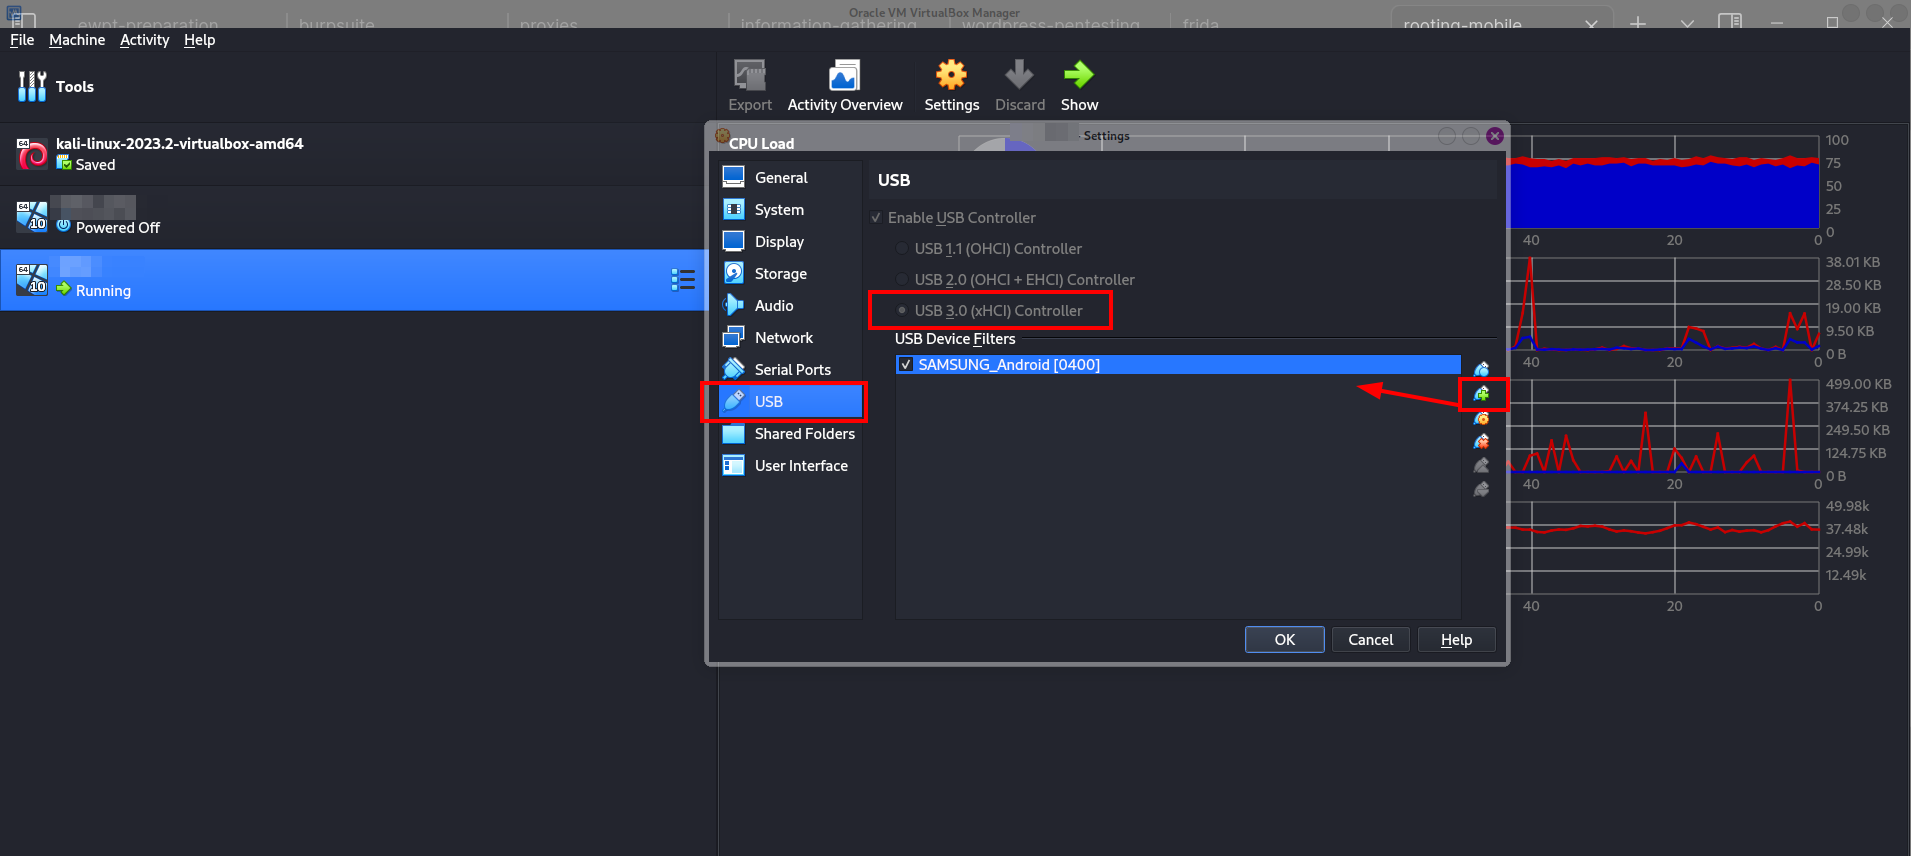 Oracle VM VirtualBox Manager
ewpt-preparation
burpsuite
proxies
information-gathering
wordpress-pentesting
frida
rooting-mobile
File Machine Activity Help
Tools
Export
Activity Overview
Settings
Discard
Show
64
kali-linux-2023.2-virtualbox-amd64
Saved
64
10
Powered Off
64
10
Running
Settings
CPU Load
General
System
Display
Storage
Audio
Network
Serial Ports
USB
Shared Folders
User Interface
USB
Enable USB Controller
USB 1.1 (OHCI) Controller
USB 2.0 (OHCI + EHCI) Controller
USB 3.0 (xHCI) Controller
USB Device Filters
SAMSUNG_Android [0400]
OK
Cancel
Help
100
75
50
25
0
40 20 0
38.01 KB
28.50 KB
19.00 KB
9.50 KB
0 B
40 20 0
499.00 KB
374.25 KB
249.50 KB
124.75 KB
0 B
40 20 0
49.98k
37.48k
24.99k
12.49k
40 20 0